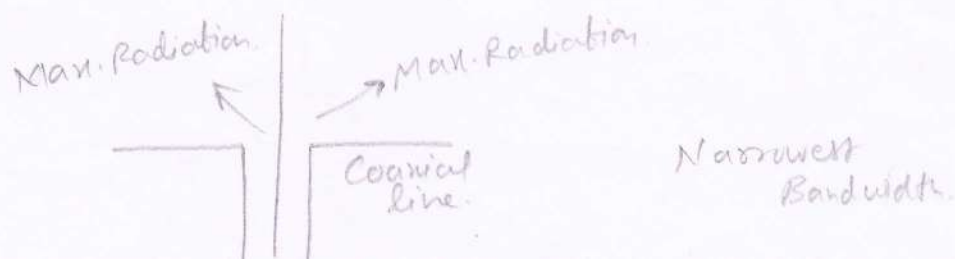 Max. Radiation.
Max. Radiation.
Coaxial
line.
Narrowest
Bandwidth.